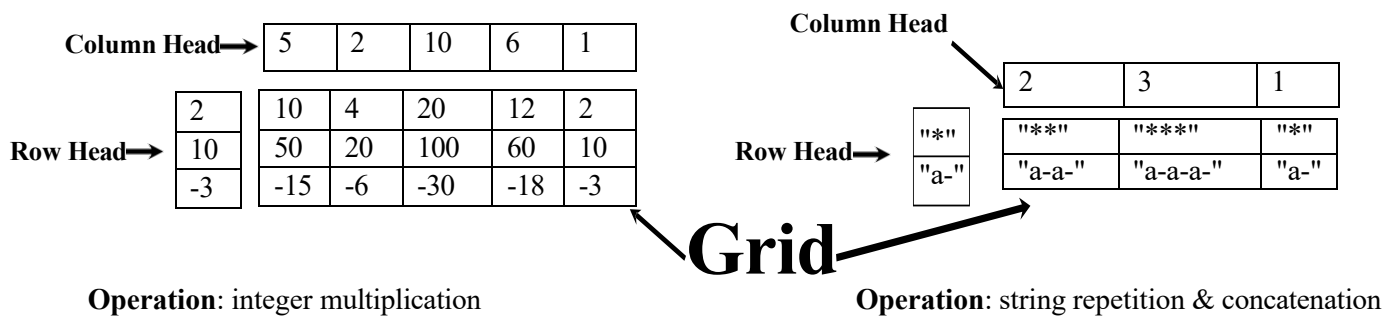 Column Head
5 2 10 6 1
Row Head
2
10
-3
10 4 20 12 2
50 20 100 60 10
-15 -6 -30 -18 -3
Operation: integer multiplication
Column Head
2 3 1
Row Head
"*"
"a-"
"**" "***" "*"
"a-a-" "a-a-a-" "a-"
Grid
Operation: string repetition & concatenation